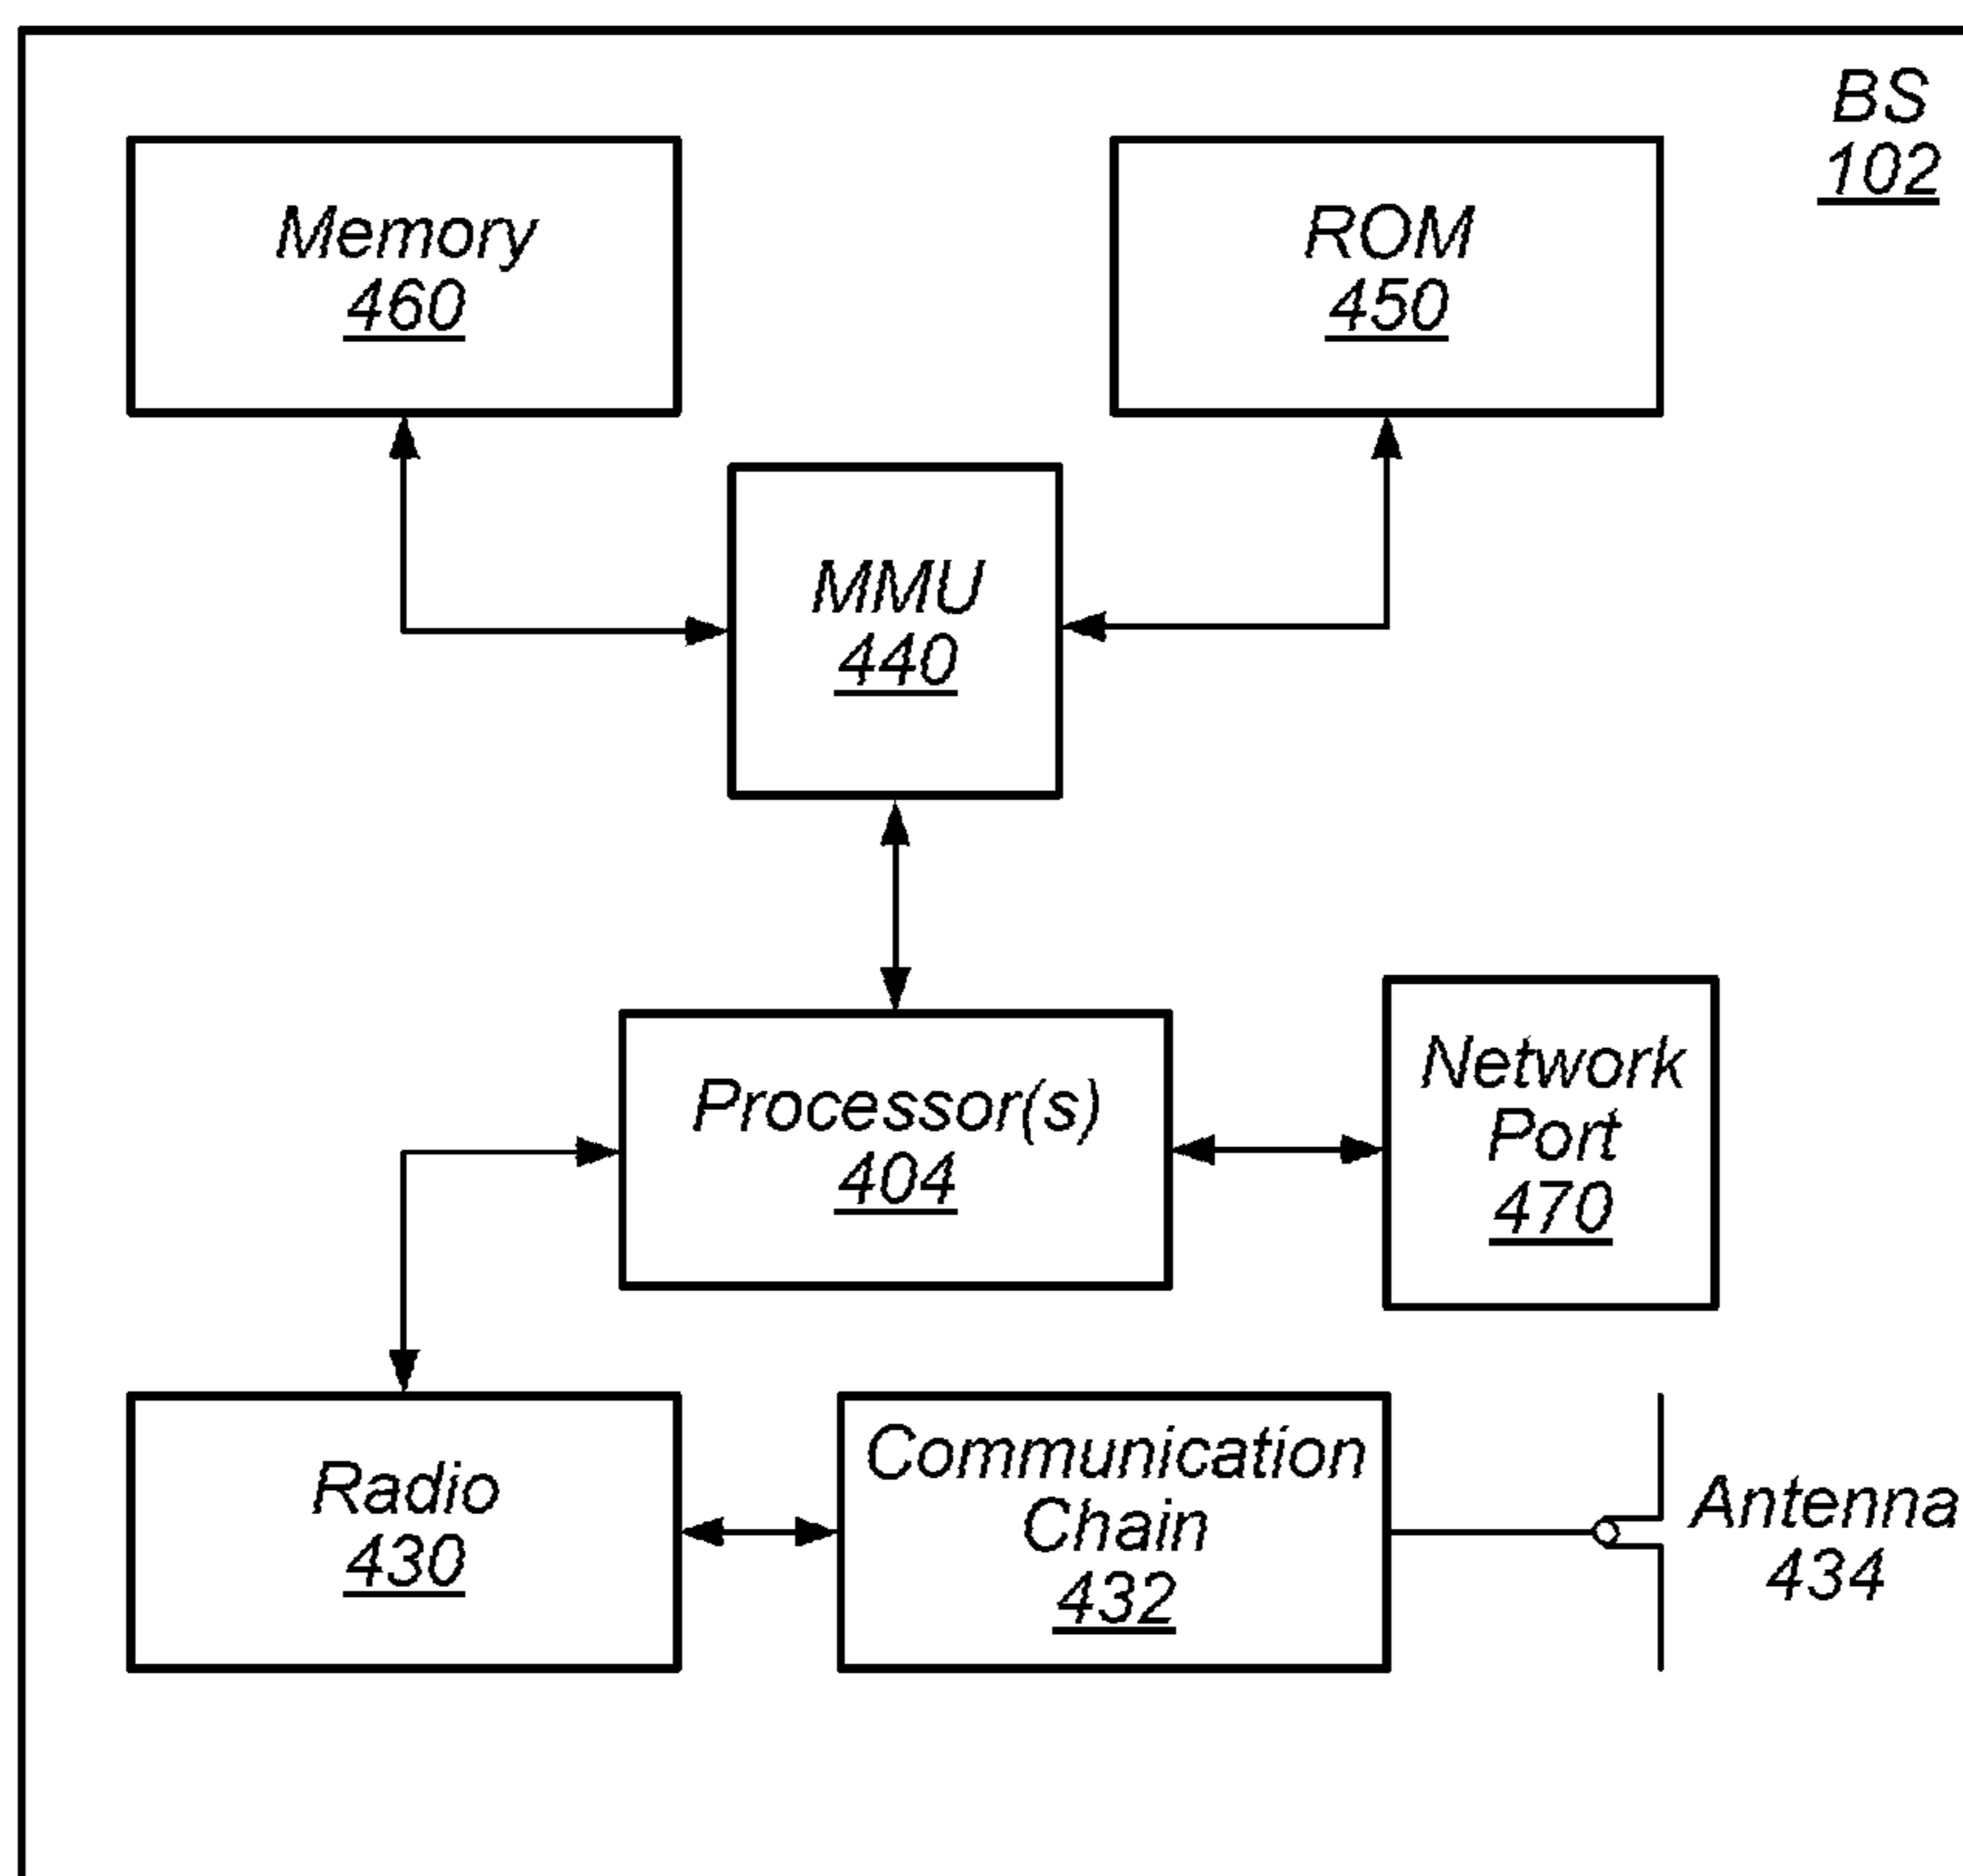 BS
102
Memory
460
ROM
450
MMU
440
Processor(s)
404
Network
Port
470
Radio
430
Communication
Chain
432
Antenna
434